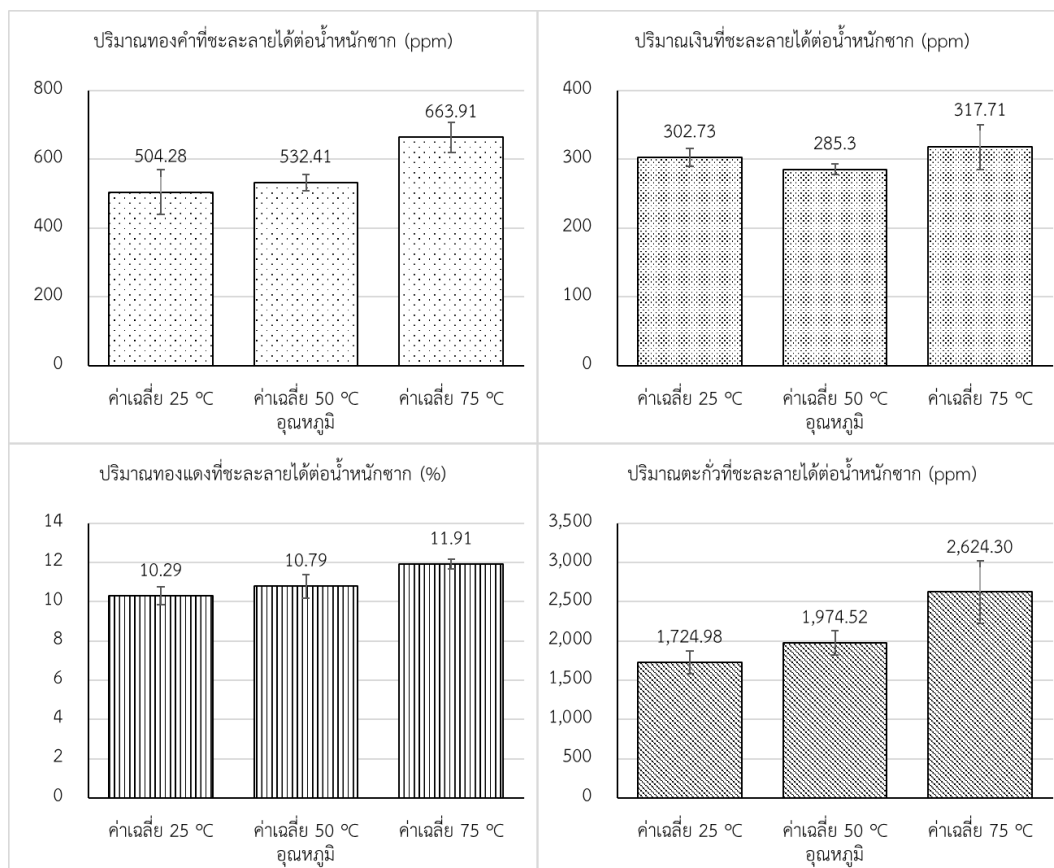 ปริมาณทองคำที่ชะละลายได้ต่อน้ำหนักซาก (ppm)
800
600
400
200
0
504.28
532.41
663.91
ค่าเฉลี่ย 25 ºC
ค่าเฉลี่ย 50 ºC
ค่าเฉลี่ย 75 ºC
อุณหภูมิ
ปริมาณเงินที่ชะละลายได้ต่อน้ำหนักซาก (ppm)
400
300
200
100
0
302.73
285.3
317.71
ค่าเฉลี่ย 25 ºC
ค่าเฉลี่ย 50 ºC
ค่าเฉลี่ย 75 ºC
อุณหภูมิ
ปริมาณทองแดงที่ชะละลายได้ต่อน้ำหนักซาก (%)
14
12
10
8
6
4
2
0
10.29
10.79
11.91
ค่าเฉลี่ย 25 ºC
ค่าเฉลี่ย 50 ºC
ค่าเฉลี่ย 75 ºC
อุณหภูมิ
ปริมาณตะกั่วที่ชะละลายได้ต่อน้ำหนักซาก (ppm)
3,500
3,000
2,500
2,000
1,500
1,000
500
0
1,724.98
1,974.52
2,624.30
ค่าเฉลี่ย 25 ºC
ค่าเฉลี่ย 50 ºC
ค่าเฉลี่ย 75 ºC
อุณหภูมิ